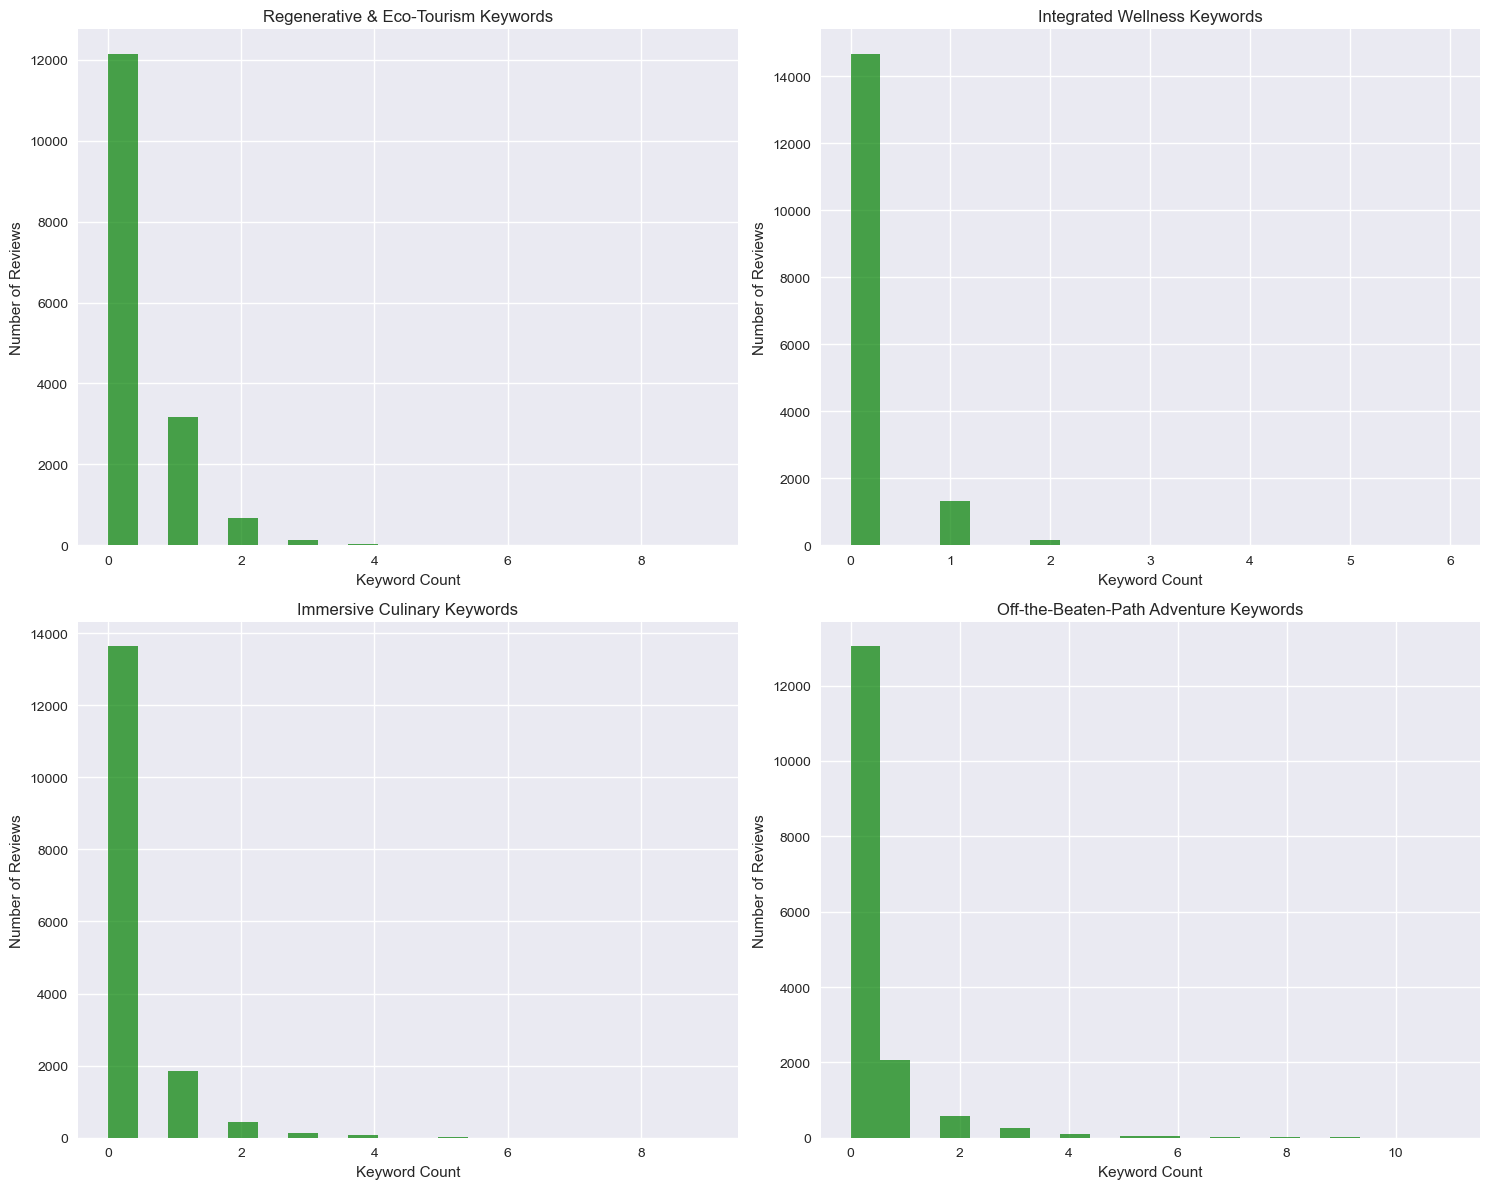 Regenerative & Eco-Tourism Keywords
12000
10000
8000
6000
4000
2000
0
Number of Reviews
0 2 4 6 8
Keyword Count
Integrated Wellness Keywords
14000
12000
10000
8000
6000
4000
2000
0
Number of Reviews
0 1 2 3 4 5 6
Keyword Count
Immersive Culinary Keywords
14000
12000
10000
8000
6000
4000
2000
0
Number of Reviews
0 2 4 6 8
Keyword Count
Off-the-Beaten-Path Adventure Keywords
12000
10000
8000
6000
4000
2000
0
Number of Reviews
0 2 4 6 8 10
Keyword Count